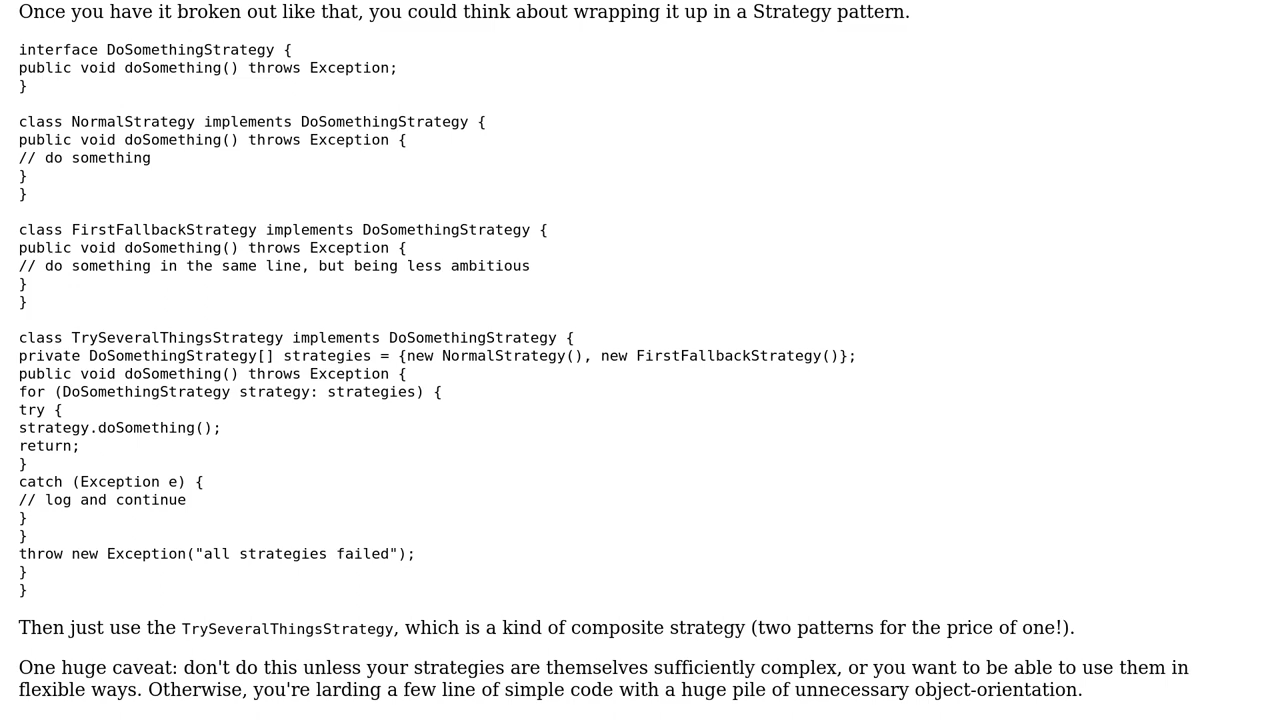 Once you have it broken out like that, you could think about wrapping it up in a Strategy pattern.
interface DoSomethingStrategy {
public void doSomething() throws Exception;
}
class NormalStrategy implements DoSomethingStrategy {
public void doSomething() throws Exception {
// do something
}
}
class FirstFallbackStrategy implements DoSomethingStrategy {
public void doSomething() throws Exception {
// do something in the same line, but being less ambitious
}
}
class TrySeveralThingsStrategy implements DoSomethingStrategy {
private DoSomethingStrategy[] strategies = {new NormalStrategy(), new FirstFallbackStrategy()};
public void doSomething() throws Exception {
for (DoSomethingStrategy strategy: strategies) {
try {
strategy.doSomething();
return;
}
catch (Exception e) {
// log and continue
}
}
throw new Exception("all strategies failed");
}
}
Then just use the TrySeveralThingsStrategy, which is a kind of composite strategy (two patterns for the price of one!).
One huge caveat: don't do this unless your strategies are themselves sufficiently complex, or you want to be able to use them in
flexible ways. Otherwise, you're larding a few line of simple code with a huge pile of unnecessary object-orientation.